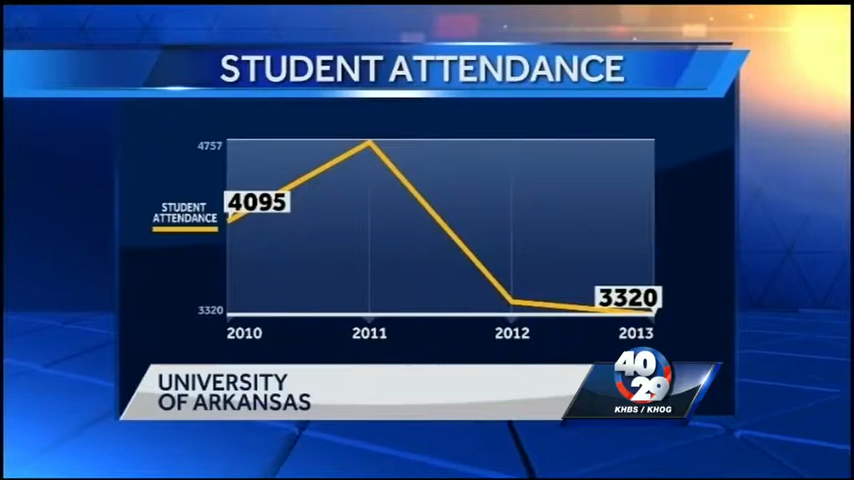 STUDENT ATTENDANCE
4757
4095
STUDENT
ATTENDANCE
3320
3320
2010 2011 2012 2013
UNIVERSITY
OF ARKANSAS
40
29
KHBS / KHOG